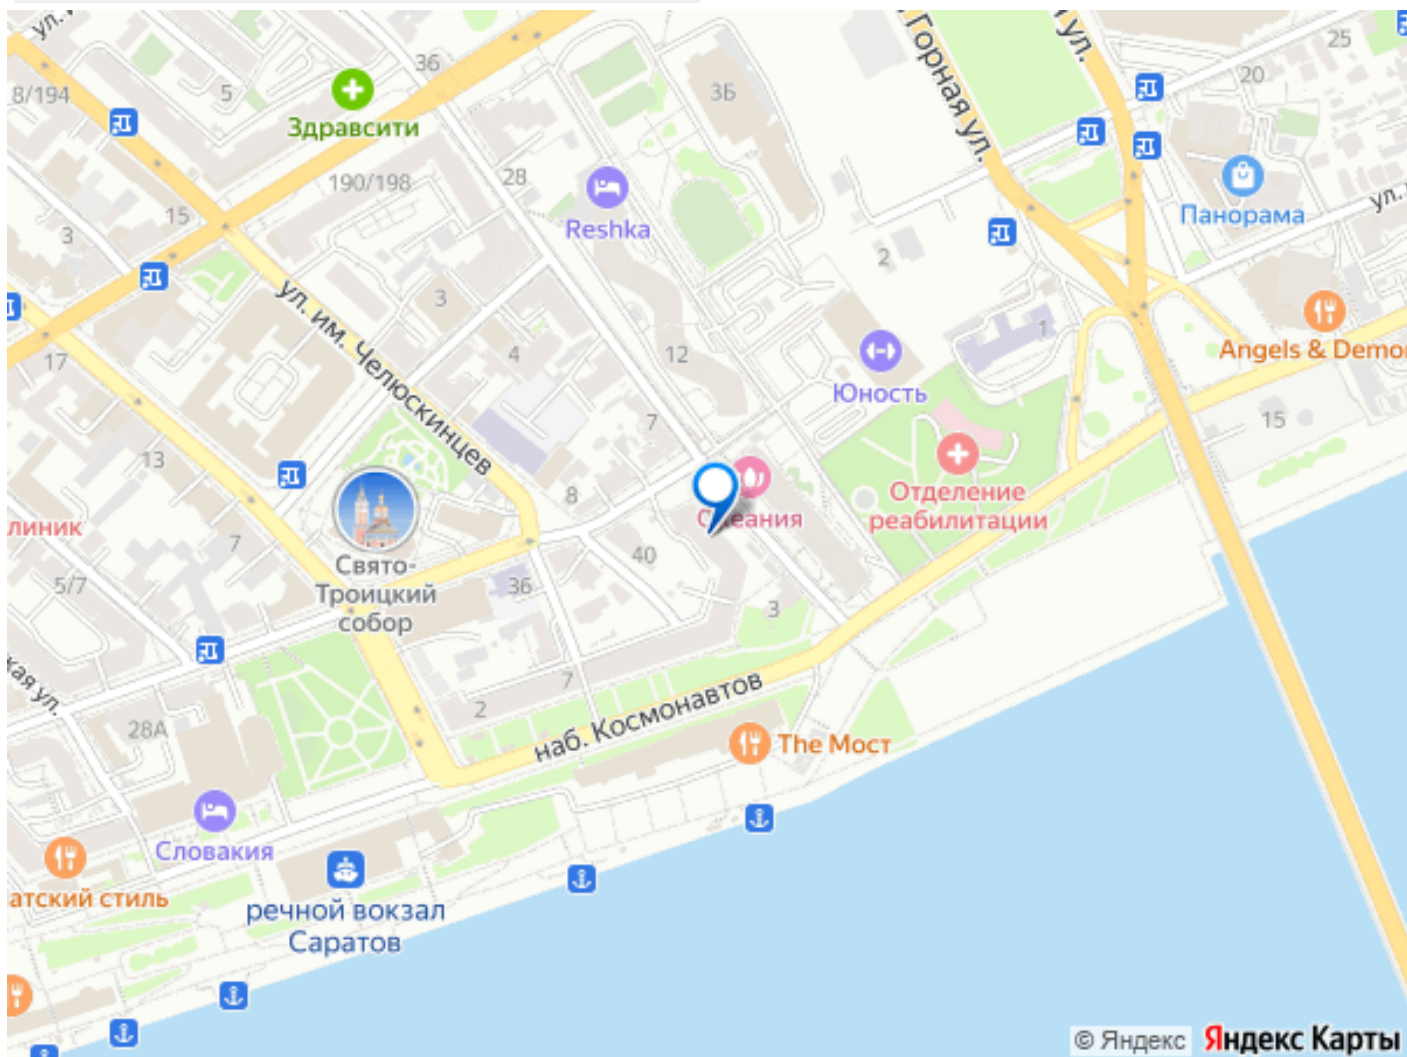 36
5
8/194
Здравсити
190/198
28
15
3
Reshka
3Б
Горная ул.
ул.
25
20
Панорама
ул.
2
3
ул. им. Челюскинцев
4
12
17
1
Angels & Demo
Юность
7
15
13
8
Отделение
реабилитации
линик
7
5/7
Свято-
Троицкий
собор
40
36
3
кая ул.
28А
2
7
наб. Космонавтов
The Мост
Словакия
атский стиль
речной вокзал
Саратов
© Яндекс Яндекс Карты